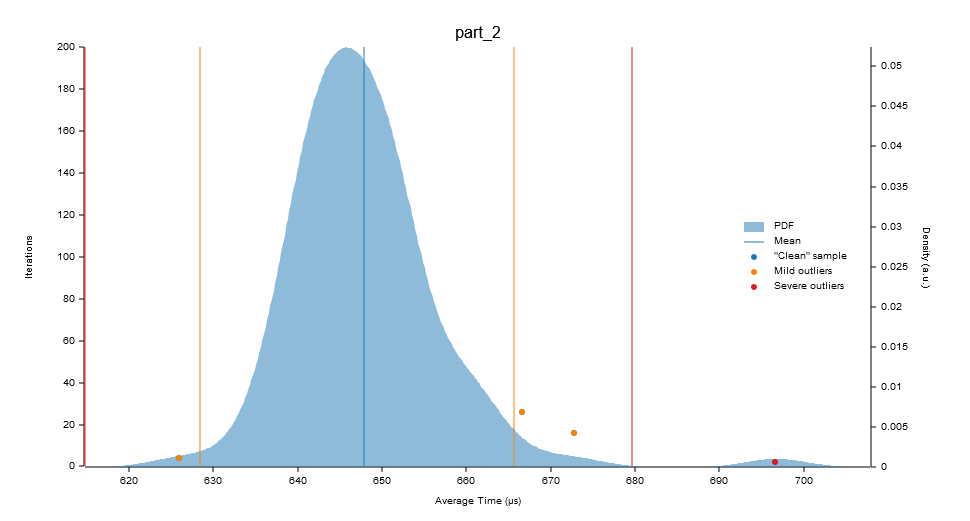 part_2
200
180
160
140
120
100
80
60
40
20
0
Iterations
0.05
0.045
0.04
0.035
0.03
0.025
0.02
0.015
0.01
0.005
0
Density (a.u.)
PDF
Mean
"Clean" sample
Mild outliers
Severe outliers
620 630 640 650 660 670 680 690 700
Average Time (µs)